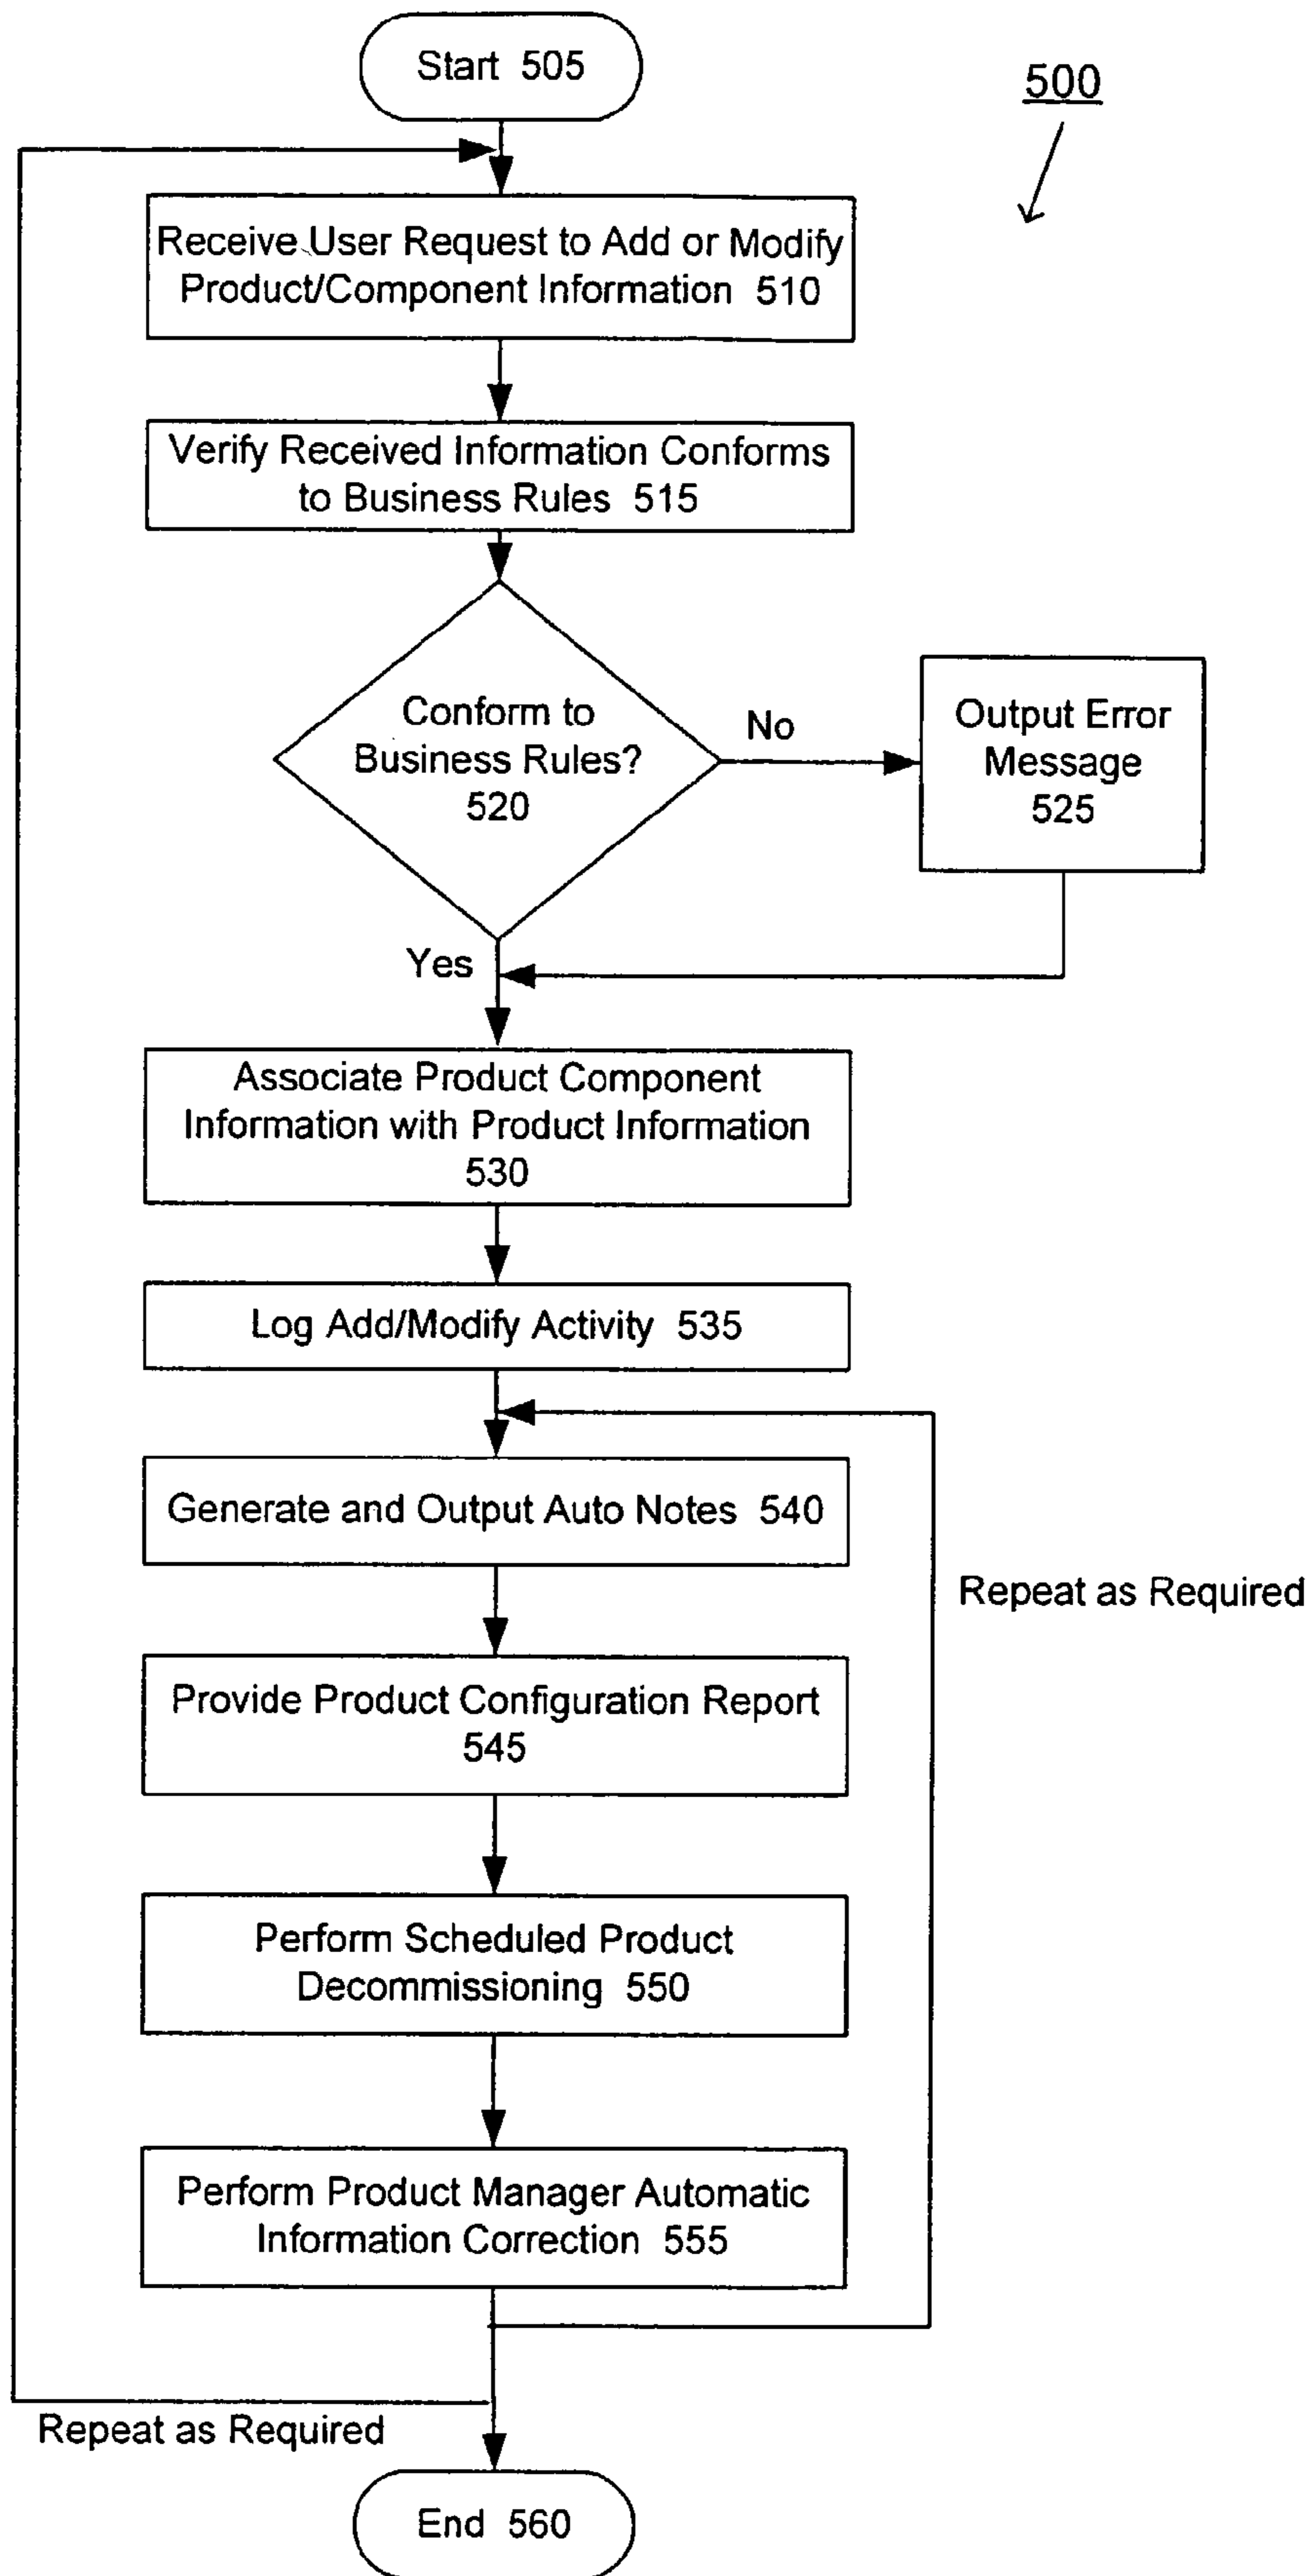 Start 505
500
Receive User Request to Add or Modify
Product/Component Information 510
Verify Received Information Conforms
to Business Rules 515
Conform to
Business Rules?
520
No
Output Error
Message
525
Yes
Associate Product Component
Information with Product Information
530
Log Add/Modify Activity 535
Generate and Output Auto Notes 540
Repeat as Required
Provide Product Configuration Report
545
Perform Scheduled Product
Decommissioning 550
Perform Product Manager Automatic
Information Correction 555
Repeat as Required
End 560